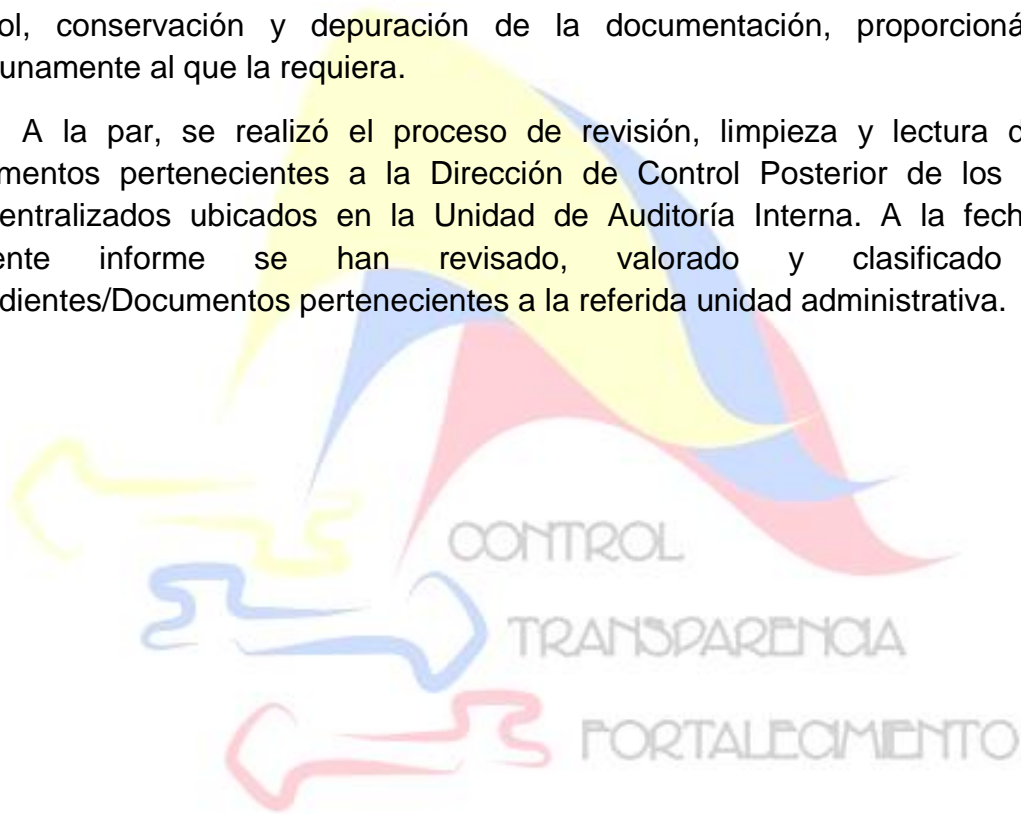 ol, conservación y depuración de la documentación, proporcioná
unamente al que la requiera.
A la par, se realizó el proceso de revisión, limpieza y lectura d
mentos pertenecientes a la Dirección de Control Posterior de los
entralizados ubicados en la Unidad de Auditoría Interna. A la fech
ente informe se han revisado, valorado y clasificado
dientes/Documentos pertenecientes a la referida unidad administrativa.
CONTROL
TRANSPARENCIA
FORTALECIMIENTO